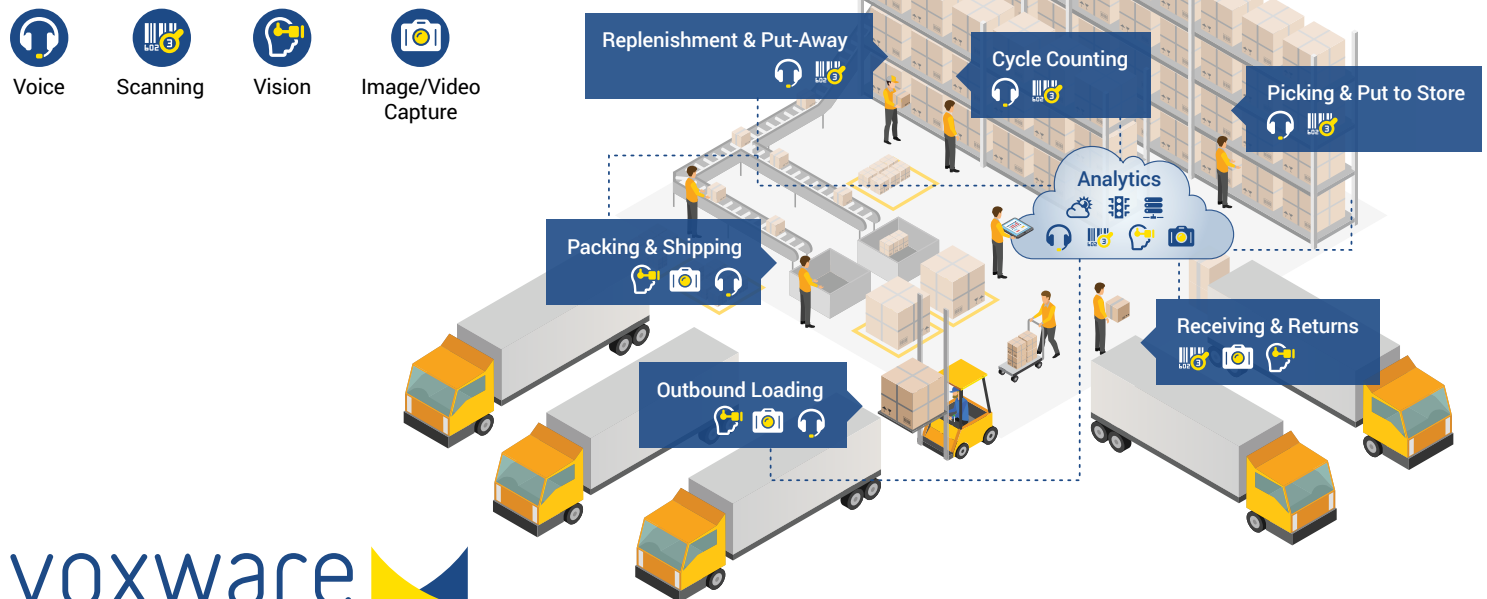 Voice
Scanning
Vision
Image/Video
Capture
Replenishment & Put-Away
Cycle Counting
Picking & Put to Store
Analytics
Packing & Shipping
Receiving & Returns
Outbound Loading
voxware